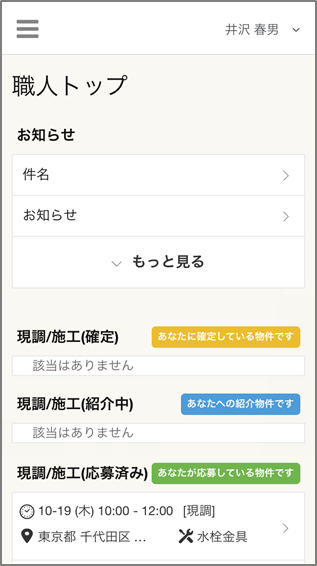 井沢 春男
職人トップ
お知らせ
件名
お知らせ
もっと見る
現調/施工(確定) あなたに確定している物件です
該当はありません
現調/施工(紹介中) あなたへの紹介物件です
該当はありません
現調/施工(応募済み) あなたが応募している物件です
10-19 (木) 10:00 - 12:00 [現調]
東京都 千代田区 ... 水栓金具